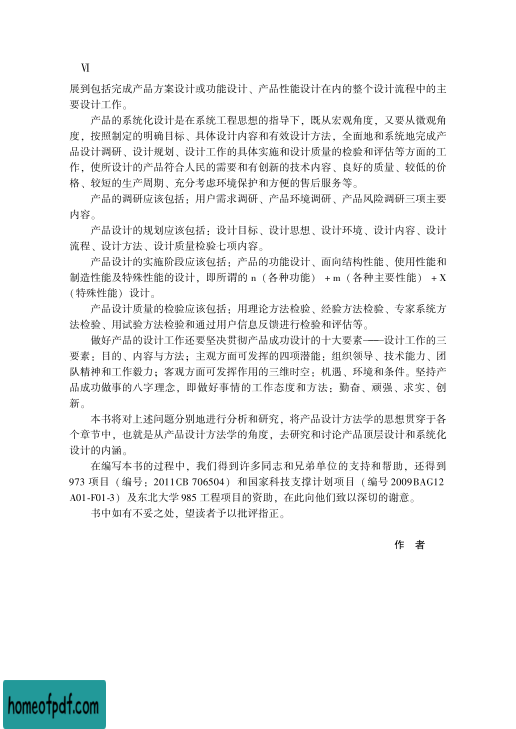 Ⅵ
展到包括完成产品方案设计或功能设计、产品性能设计在内的整个设计流程中的主
要设计工作。
产品的系统化设计是在系统工程思想的指导下，既从宏观角度，又要从微观角
度，按照制定的明确目标、具体设计内容和有效设计方法，全面地和系统地完成产
品设计调研、设计规划、设计工作的具体实施和设计质量的检验和评估等方面的工
作，使所设计的产品符合人民的需要和有创新的技术内容、良好的质量、较低的价
格、较短的生产周期、充分考虑环境保护和方便的售后服务等。
产品的调研应该包括：用户需求调研、产品环境调研、产品风险调研三项主要
内容。
产品设计的规划应该包括：设计目标、设计思想、设计环境、设计内容、设计
流程、设计方法、设计质量检验七项内容。
产品设计的实施阶段应该包括：产品的功能设计、面向结构性能、使用性能和
制造性能及特殊性能的设计，即所谓的 n（各种功能）+ m（各种主要性能）+ X
（特殊性能）设计。
产品设计质量的检验应该包括：用理论方法检验、经验方法检验、专家系统方
法检验、用试验方法检验和通过用户信息反馈进行检验和评估等。
做好产品的设计工作还要坚决贯彻产品成功设计的十大要素——设计工作的三
要素：目的、内容与方法；主观方面可发挥的四项潜能：组织领导、技术能力、团
队精神和工作毅力；客观方面可发挥作用的三维时空：机遇、环境和条件。坚持产
品成功做事的八字理念，即做好事情的工作态度和方法：勤奋、顽强、求实、创
新。
本书将对上述问题分别地进行分析和研究，将产品设计方法学的思想贯穿于各
个章节中，也就是从产品设计方法学的角度，去研究和讨论产品顶层设计和系统化
设计的内涵。
在编写本书的过程中，我们得到许多同志和兄弟单位的支持和帮助，还得到
973 项目（编号：2011CB 706504）和国家科技支撑计划项目（编号 2009BAG12
A01-F01-3）及东北大学 985 工程项目的资助，在此向他们致以深切的谢意。
书中如有不妥之处，望读者予以批评指正。
作 者
homeofpdf.com